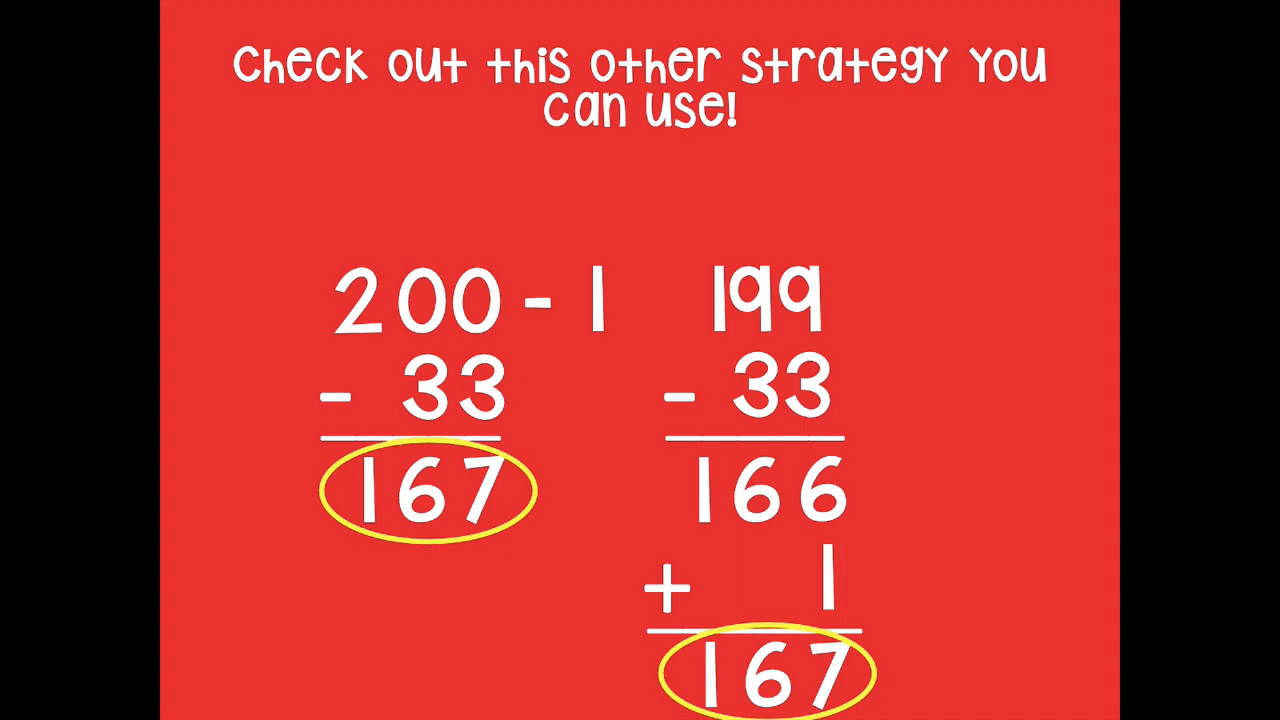 Check out this other strategy you
can use!
200 - 1 199
- 33 - 33
167 166
+ 1
167